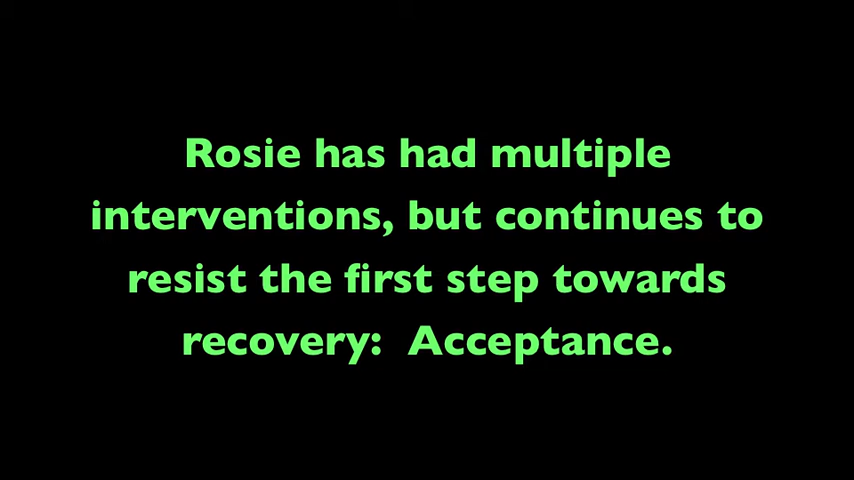 Rosie has had multiple
interventions, but continues to
resist the first step towards
recovery:  Acceptance.